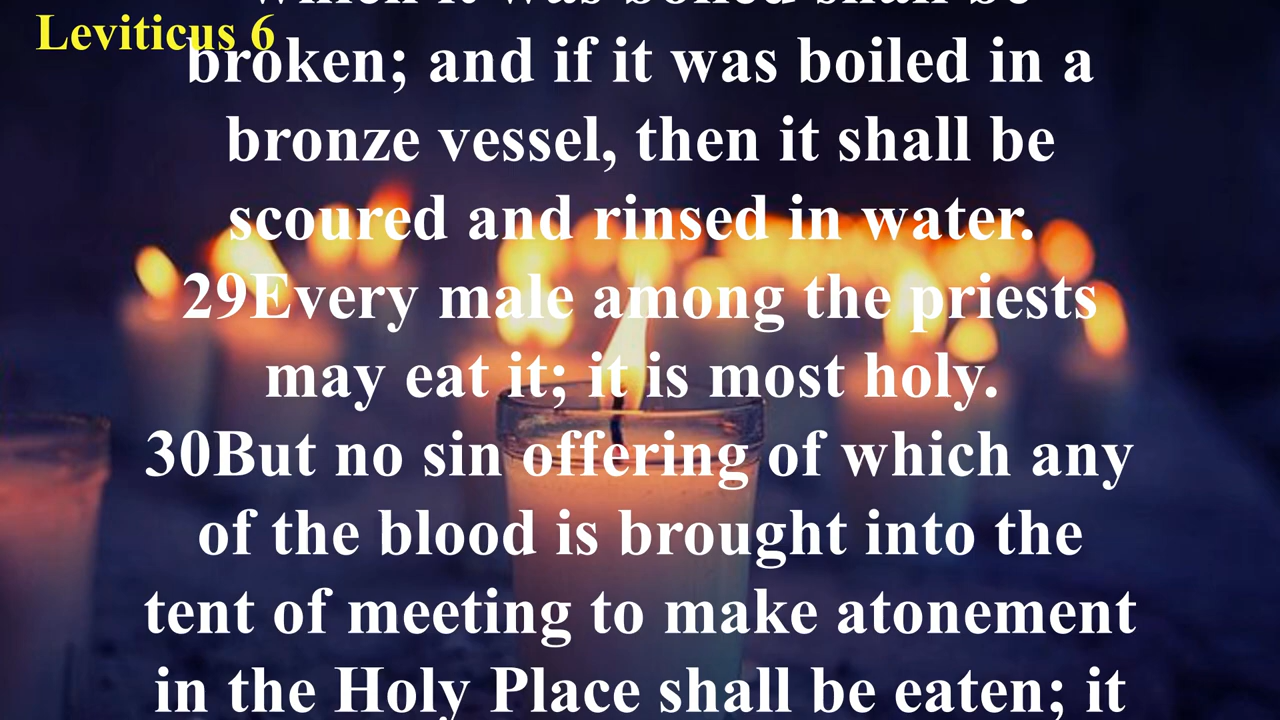 Leviticus 6
which it was boiled shall be
broken; and if it was boiled in a
bronze vessel, then it shall be
scoured and rinsed in water.
29Every male among the priests
may eat it; it is most holy.
30But no sin offering of which any
of the blood is brought into the
tent of meeting to make atonement
in the Holy Place shall be eaten; it